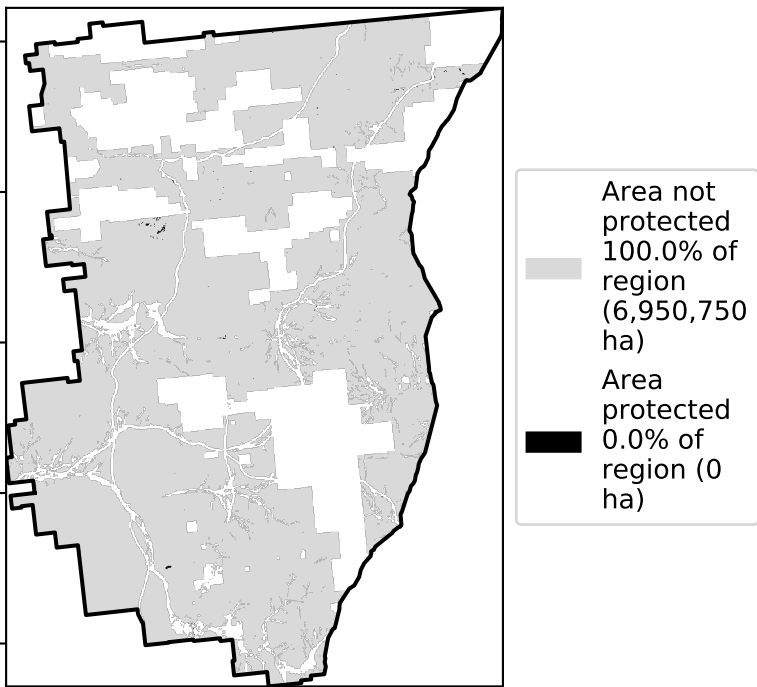 Area not
protected
100.0% of
region
(6,950,750
ha)
Area
protected
0.0% of
region (0
ha)